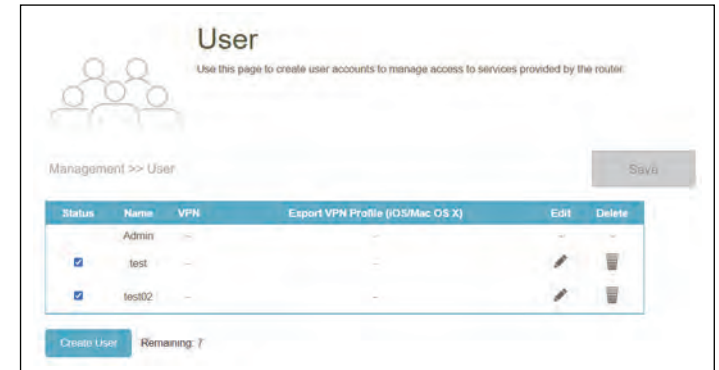 User
Use this page to create user accounts to manage access to services provided by the router.
Management >> User
Save
Status Name VPN Export VPN Profile (iOS/Mac OS X) Edit Delete
Admin -- -- -- --
test -- --
test02 -- --
Create User Remaining: 7